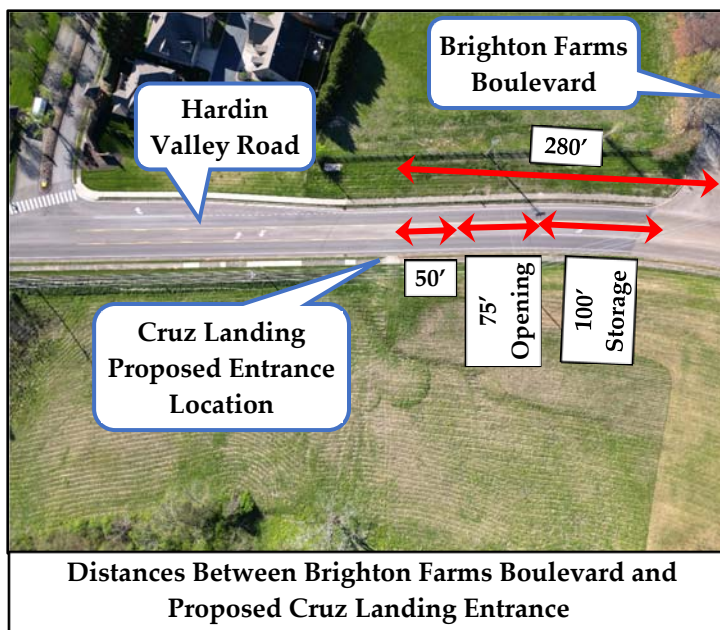 Brighton Farms
Boulevard
Hardin
Valley Road
280'
50'
75'
Opening
100'
Storage
Cruz Landing
Proposed Entrance
Location
Distances Between Brighton Farms Boulevard and
Proposed Cruz Landing Entrance